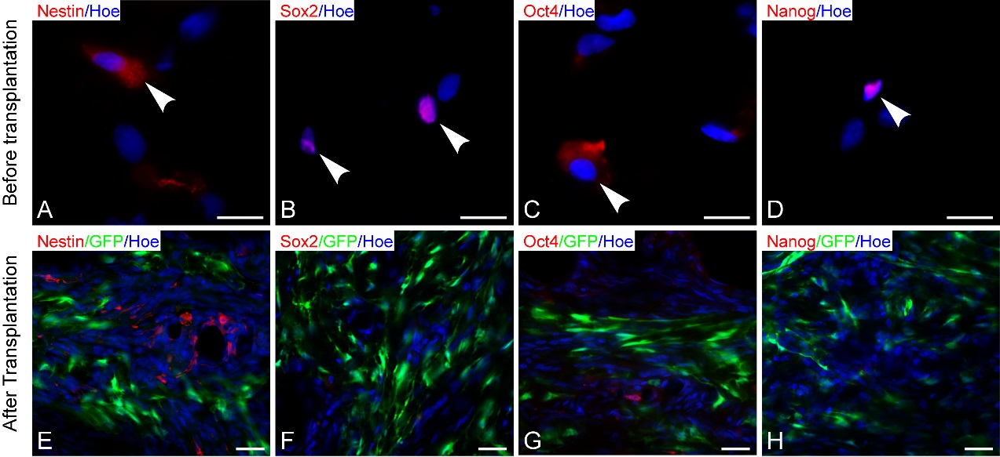 Before transplantation
Nestin/Hoe
Sox2/Hoe
Oct4/Hoe
Nanog/Hoe
A
B
C
D
After Transplantation
Nestin/GFP/Hoe
Sox2/GFP/Hoe
Oct4/GFP/Hoe
Nanog/GFP/Hoe
E
F
G
H